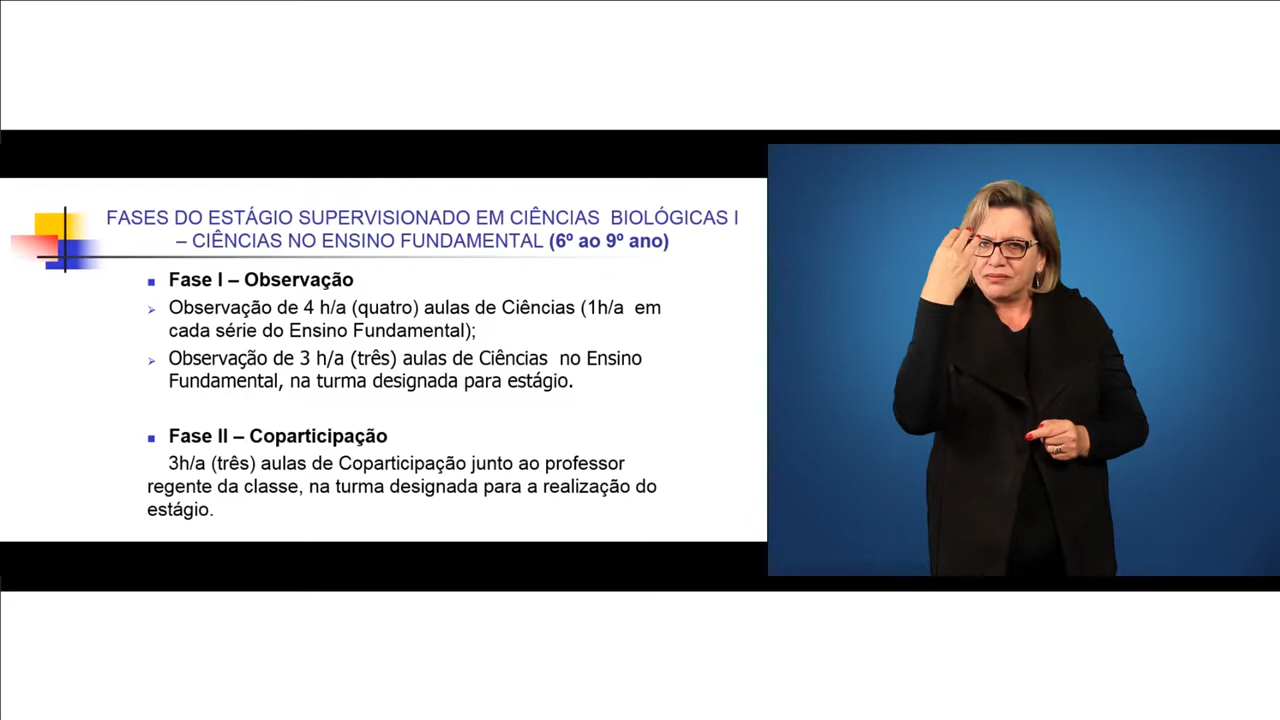 FASES DO ESTÁGIO SUPERVISIONADO EM CIÊNCIAS BIOLÓGICAS I
– CIÊNCIAS NO ENSINO FUNDAMENTAL (6º ao 9º ano)
Fase I – Observação
Observação de 4 h/a (quatro) aulas de Ciências (1h/a em
cada série do Ensino Fundamental);
Observação de 3 h/a (três) aulas de Ciências no Ensino
Fundamental, na turma designada para estágio.
Fase II – Coparticipação
3h/a (três) aulas de Coparticipação junto ao professor
regente da classe, na turma designada para a realização do
estágio.